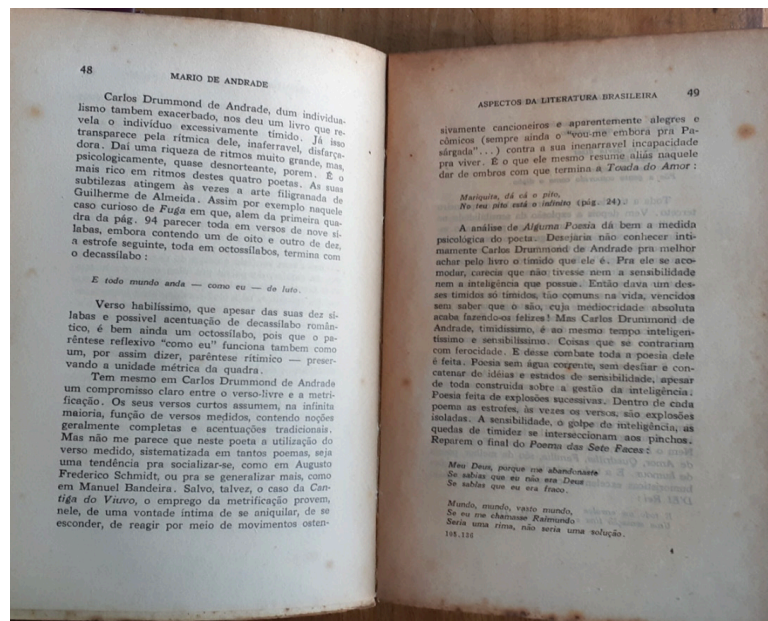 48
MARIO DE ANDRADE
Carlos Drummond de Andrade, dum individua-
lismo tambem exacerbado, nos deu um livro que re-
vela o indivíduo excessivamente tímido. Já isso
transparece pela rítmica dele, inaferravel, disfarça-
dora. Daí uma riqueza de ritmos muito grande, mas,
psicologicamente, quase desnorteante, porem. É o
mais rico em ritmos destes quatro poetas. As suas
subtilezas atingem às vezes a arte filigranada de
Guilherme de Almeida. Assim por exemplo naquele
caso curioso de Fuga em que, alem da primeira qua-
dra da pág. 94 parecer toda em versos de nove sí-
labas, embora contendo um de oito e outro de dez,
a estrofe seguinte, toda em octossílabos, termina com
o decassílabo :
E todo mundo anda — como eu — de luto.
Verso habilíssimo, que apesar das suas dez sí-
labas e possivel acentuação de decassílabo român-
tico, é bem ainda um octossílabo, pois que o pa-
rêntese reflexivo "como eu" funciona tambem como
um, por assim dizer, parêntese rítimico — preser-
vando a unidade métrica da quadra.
Tem mesmo em Carlos Drummond de Andrade
um compromisso claro entre o verso-livre e a metri-
ficação. Os seus versos curtos assumem, na infinita
maioria, função de versos medidos, contendo noções
geralmente completas e acentuações tradicionais.
Mas não me parece que neste poeta a utilização do
verso medido, sistematizada em tantos poemas, seja
uma tendência pra socializar-se, como em Augusto
Frederico Schmidt, ou pra se generalizar mais, como
em Manuel Bandeira. Salvo, talvez, o caso da Can-
tiga do Viuvo, o emprego da metrificação provem,
nele, de uma vontade íntima de se aniquilar, de se
esconder, de reagir por meio de movimentos osten-
ASPECTOS DA LITERATURA BRASILEIRA 49
sivamente cancioneiros e aparentemente alegres e
cômicos (sempre ainda o "vou-me embora pra Pa-
sárgada"...) contra a sua inenarravel incapacidade
pra viver. É o que ele mesmo resume aliás naquele
dar de ombros com que termina a Toada do Amor :
Mariquita, dá cá o pito,
No teu pito está o infinito (pág. 24).
A análise de Alguma Poesia dá bem a medida
psicológica do poeta. Desejaria não conhecer inti-
mamente Carlos Drummond de Andrade pra melhor
achar pelo livro o tímido que ele é. Pra ele se aco-
modar, carecia que não tivesse nem a sensibilidade
nem a inteligência que possue. Então dava um des-
ses tímidos só tímidos, tão comuns na vida, vencidos
sem saber que o são, cuja mediocridade absoluta
acaba fazendo-os felizes! Mas Carlos Drummond de
Andrade, timidíssimo, é ao mesmo tempo inteligen-
tíssimo e sensibilíssimo. Coisas que se contrariam
com ferocidade. E desse combate toda a poesia dele
é feita. Poesia sem água corrente, sem desfiar e con-
catenar de idéias e estados de sensibilidade, apesar
de toda construida sobre a gestão da inteligência.
Poesia feita de explosões sucessivas. Dentro de cada
poema as estrofes, às vezes os versos, são explosões
isoladas. A sensibilidade, o golpe de inteligência, as
quedas de timidez se interseccionam aos pinchos.
Reparem o final do Poema das Sete Faces :
Meu Deus, porque me abandonaste
Se sabias que eu não era Deus
Se sabias que eu era fraco.
Mundo, mundo, vasto mundo,
Se eu me chamasse Raimundo
Seria uma rima, não seria uma solução.
4